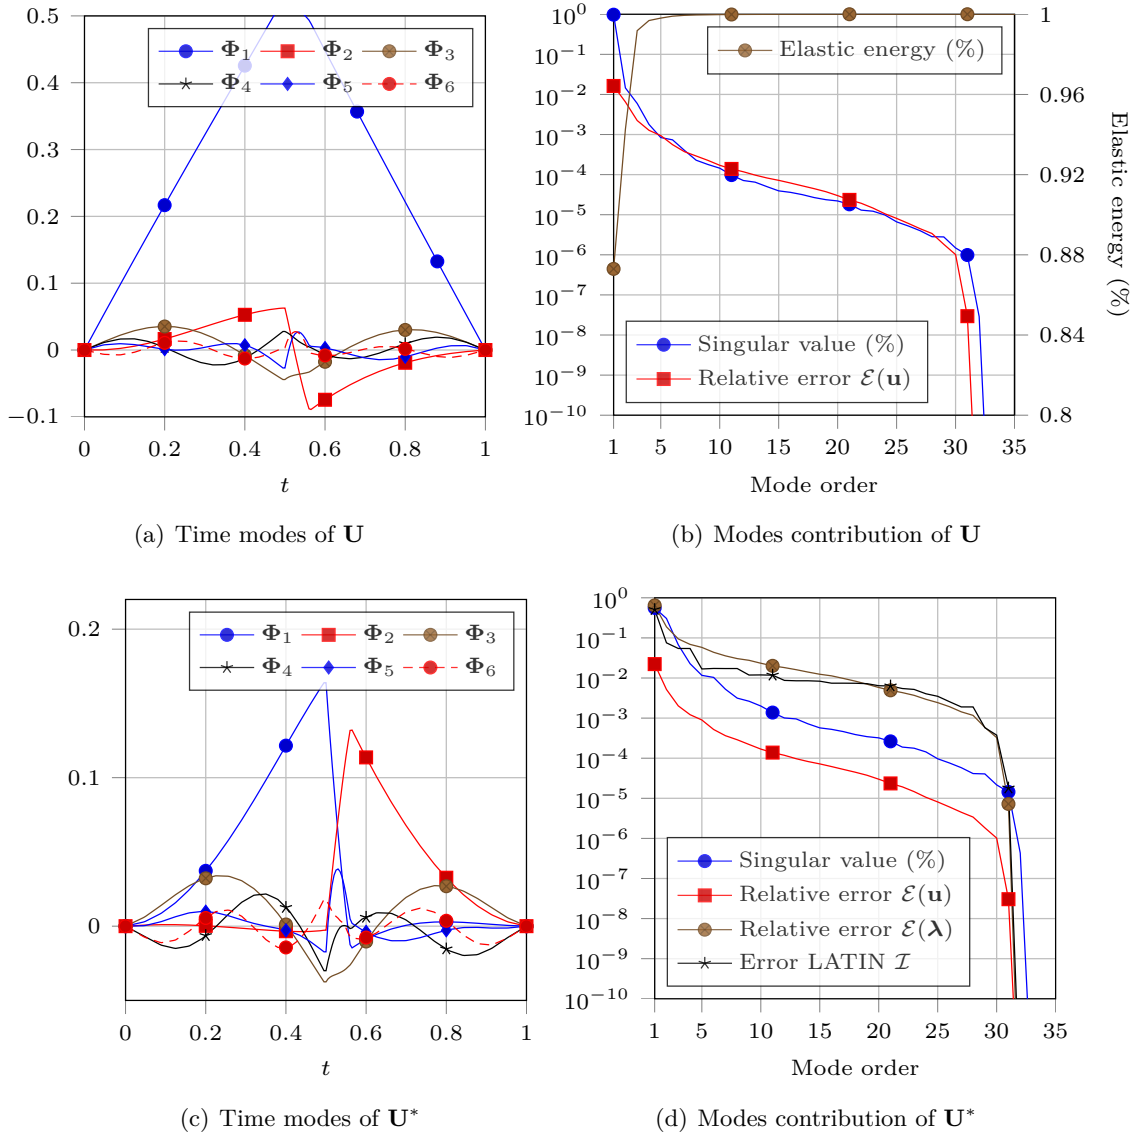 0.5
0.4
0.3
0.2
0.1
0
−0.1
Φ1 Φ2 Φ3
Φ4 Φ5 Φ6
0 0.2 0.4 0.6 0.8 1
t
(a) Time modes of U
10^0
10^−1
10^−2
10^−3
10^−4
10^−5
10^−6
10^−7
10^−8
10^−9
10^−10
Elastic energy (%)
Singular value (%)
Relative error ℰ(u)
1
0.96
0.92
0.88
0.84
0.8
Elastic energy (%)
1 5 10 15 20 25 30 35
Mode order
(b) Modes contribution of U
0.2
0.1
0
Φ1 Φ2 Φ3
Φ4 Φ5 Φ6
0 0.2 0.4 0.6 0.8 1
t
(c) Time modes of U*
10^0
10^−1
10^−2
10^−3
10^−4
10^−5
10^−6
10^−7
10^−8
10^−9
10^−10
Singular value (%)
Relative error ℰ(u)
Relative error ℰ(λ)
Error LATIN ℐ
1 5 10 15 20 25 30 35
Mode order
(d) Modes contribution of U*